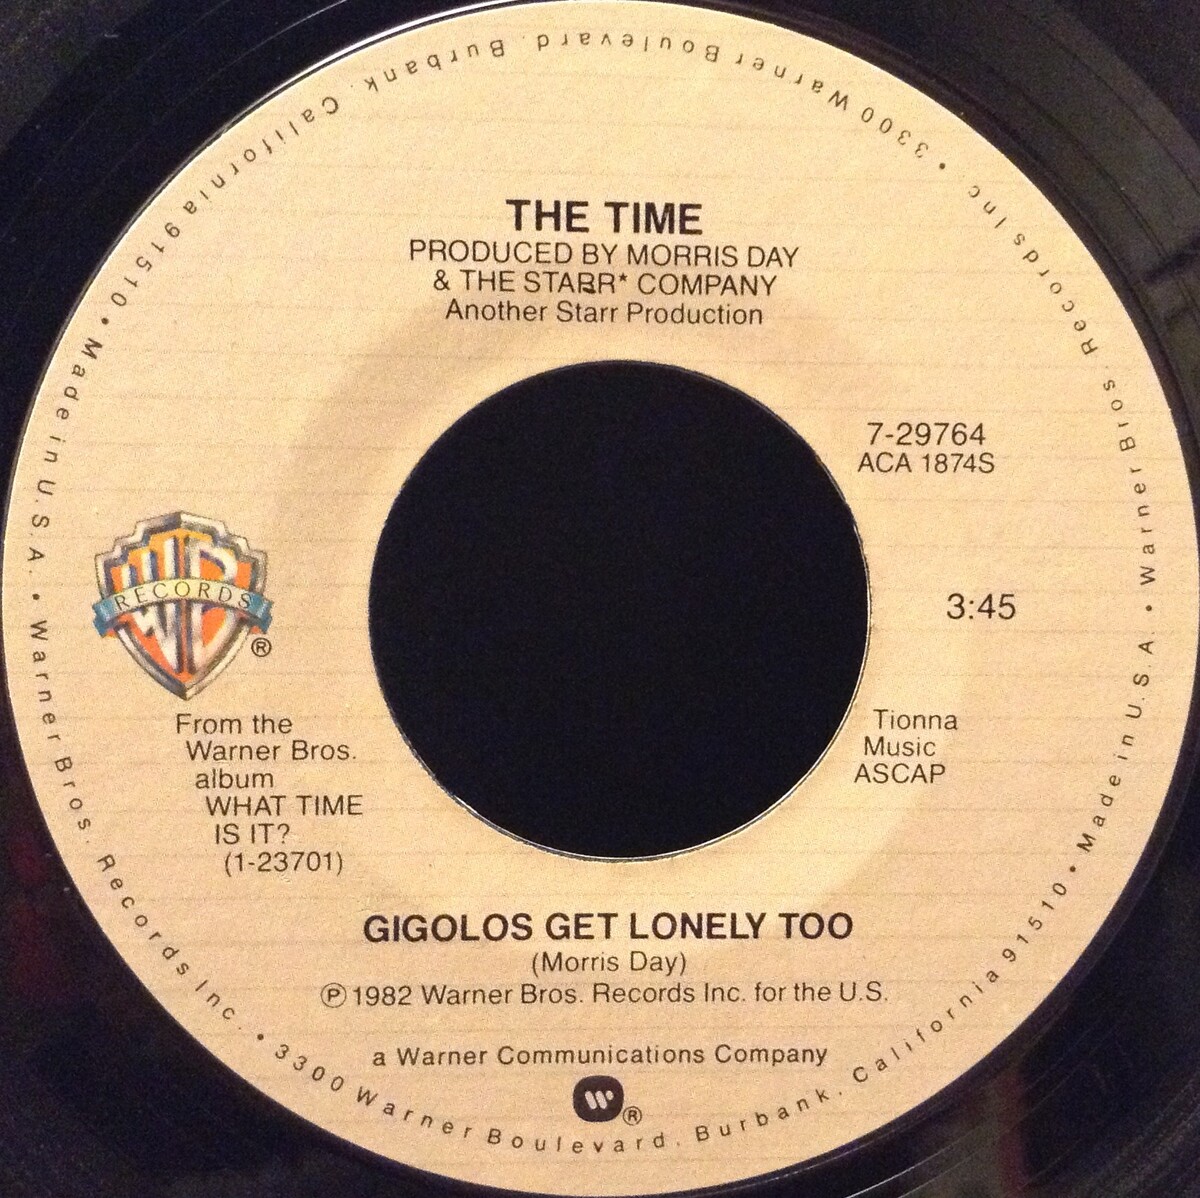 THE TIME
PRODUCED BY MORRIS DAY
& THE STARR* COMPANY
Another Starr Production
7-29764
ACA 1874S
3:45
WB
RECORDS
®
From the
Warner Bros.
album
WHAT TIME
IS IT?
(1-23701)
Tionna
Music
ASCAP
GIGOLOS GET LONELY TOO
(Morris Day)
℗ 1982 Warner Bros. Records Inc. for the U.S.
a Warner Communications Company
W ®
Warner Bros. Records Inc. • 3300 Warner Boulevard, Burbank, California 91510 • Made in U.S.A. • Warner Bros. Records Inc • 3300 Warner Boulevard, Burbank, California 91510 • Made in U.S.A. •